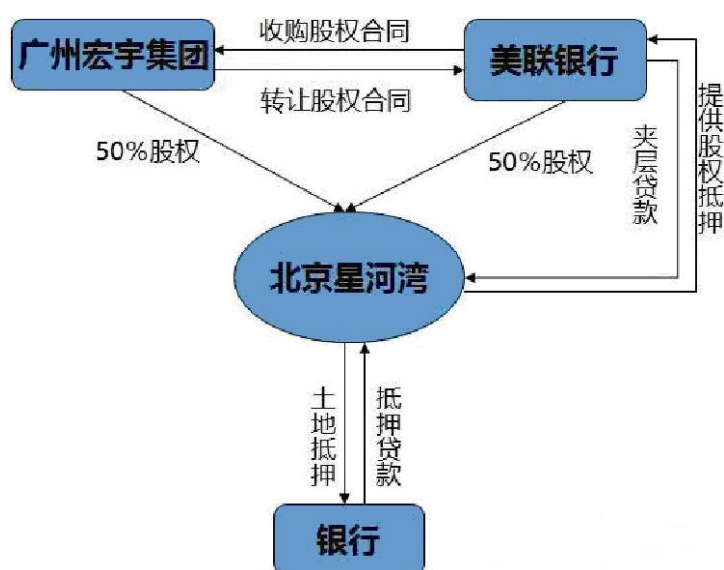 收购股权合同
广州宏宇集团
美联银行
转让股权合同
50%股权
50%股权
夹层贷款
提供股权抵押
北京星河湾
土地抵押
抵押贷款
银行